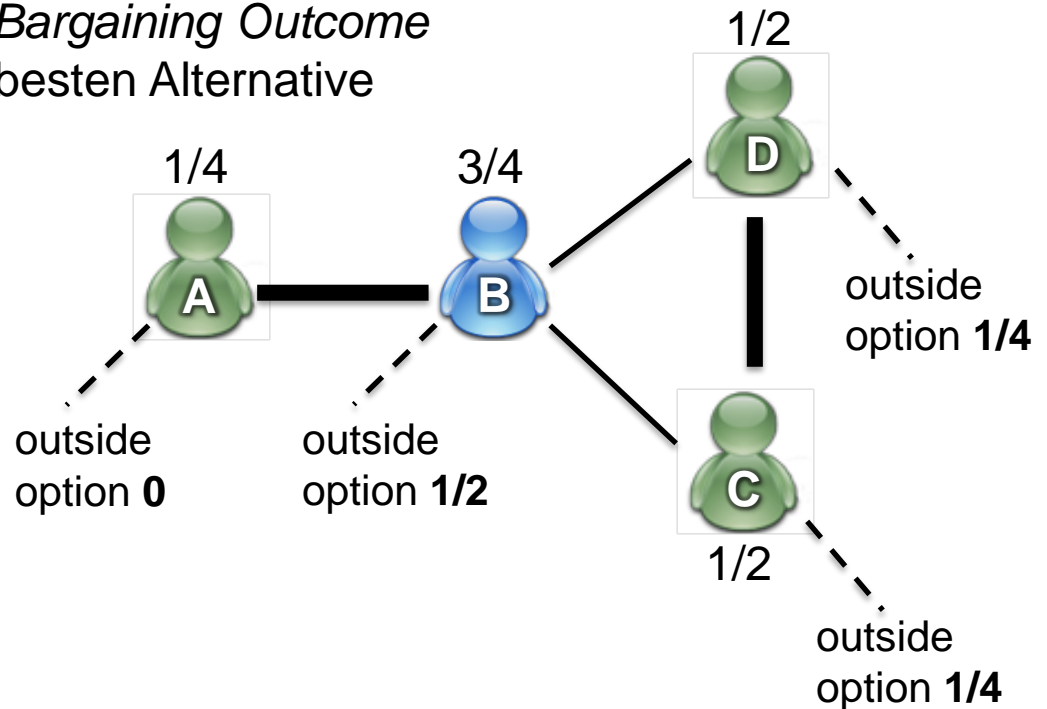 Bargaining Outcome
besten Alternative
1/2
D
1/4
3/4
A
B
outside
option 1/4
outside
option 0
outside
option 1/2
C
1/2
outside
option 1/4